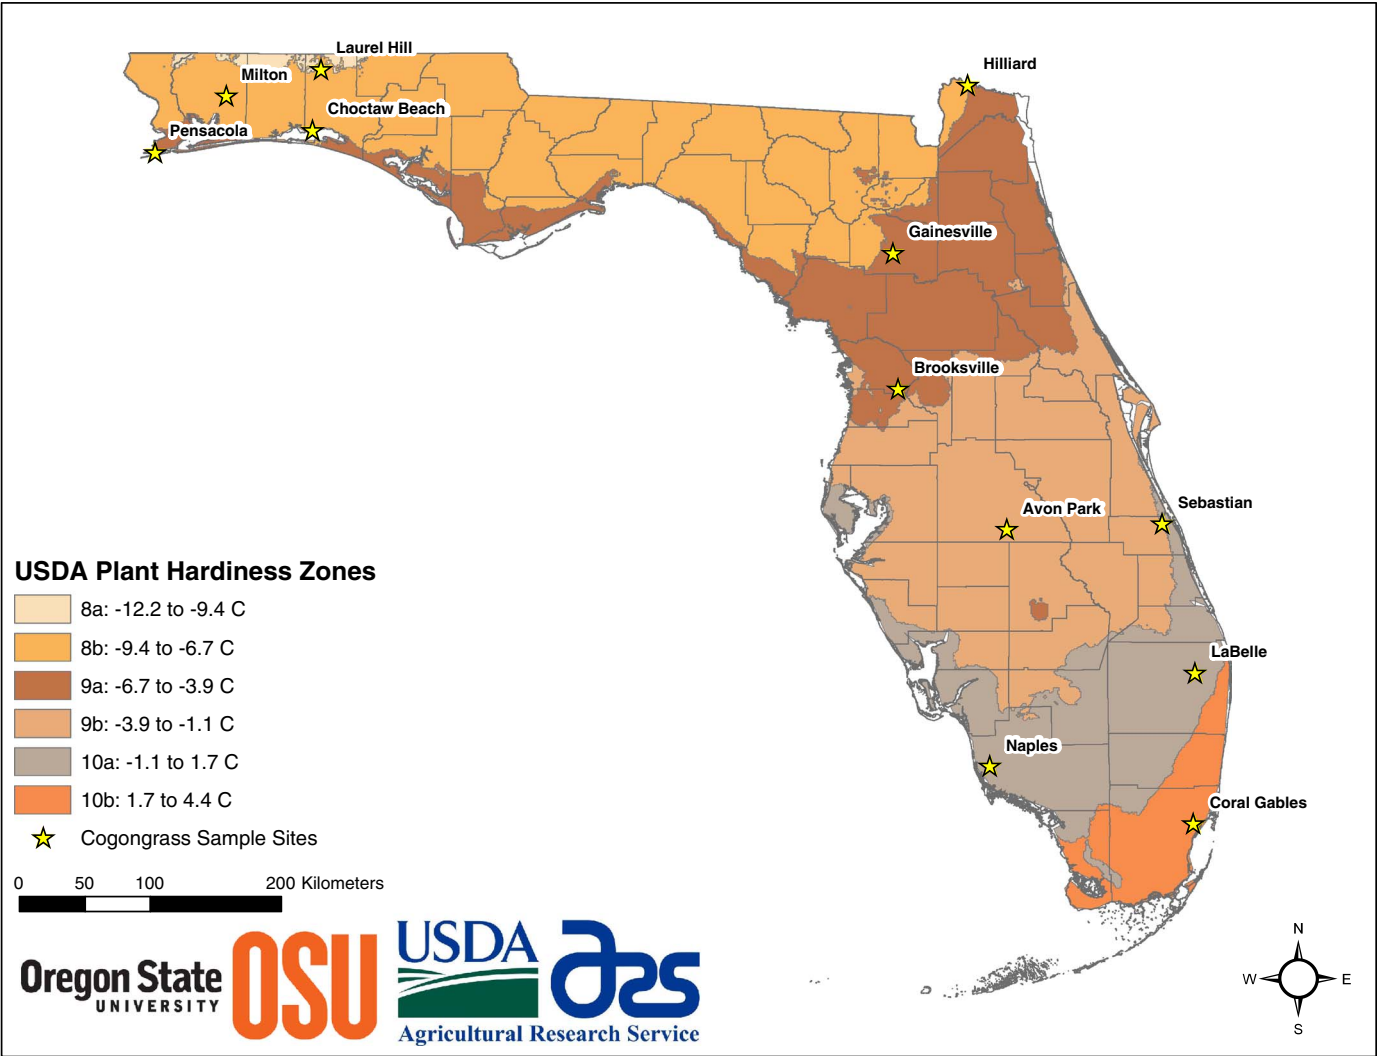 Laurel Hill
Hilliard
Milton
Choctaw Beach
Pensacola
Gainesville
Brooksville
Sebastian
Avon Park
LaBelle
Naples
Coral Gables
USDA Plant Hardiness Zones
8a: -12.2 to -9.4 C
8b: -9.4 to -6.7 C
9a: -6.7 to -3.9 C
9b: -3.9 to -1.1 C
10a: -1.1 to 1.7 C
10b: 1.7 to 4.4 C
Cogongrass Sample Sites
0 50 100 200 Kilometers
Oregon State
UNIVERSITY
OSU
USDA
ars
Agricultural Research Service
N
W E
S